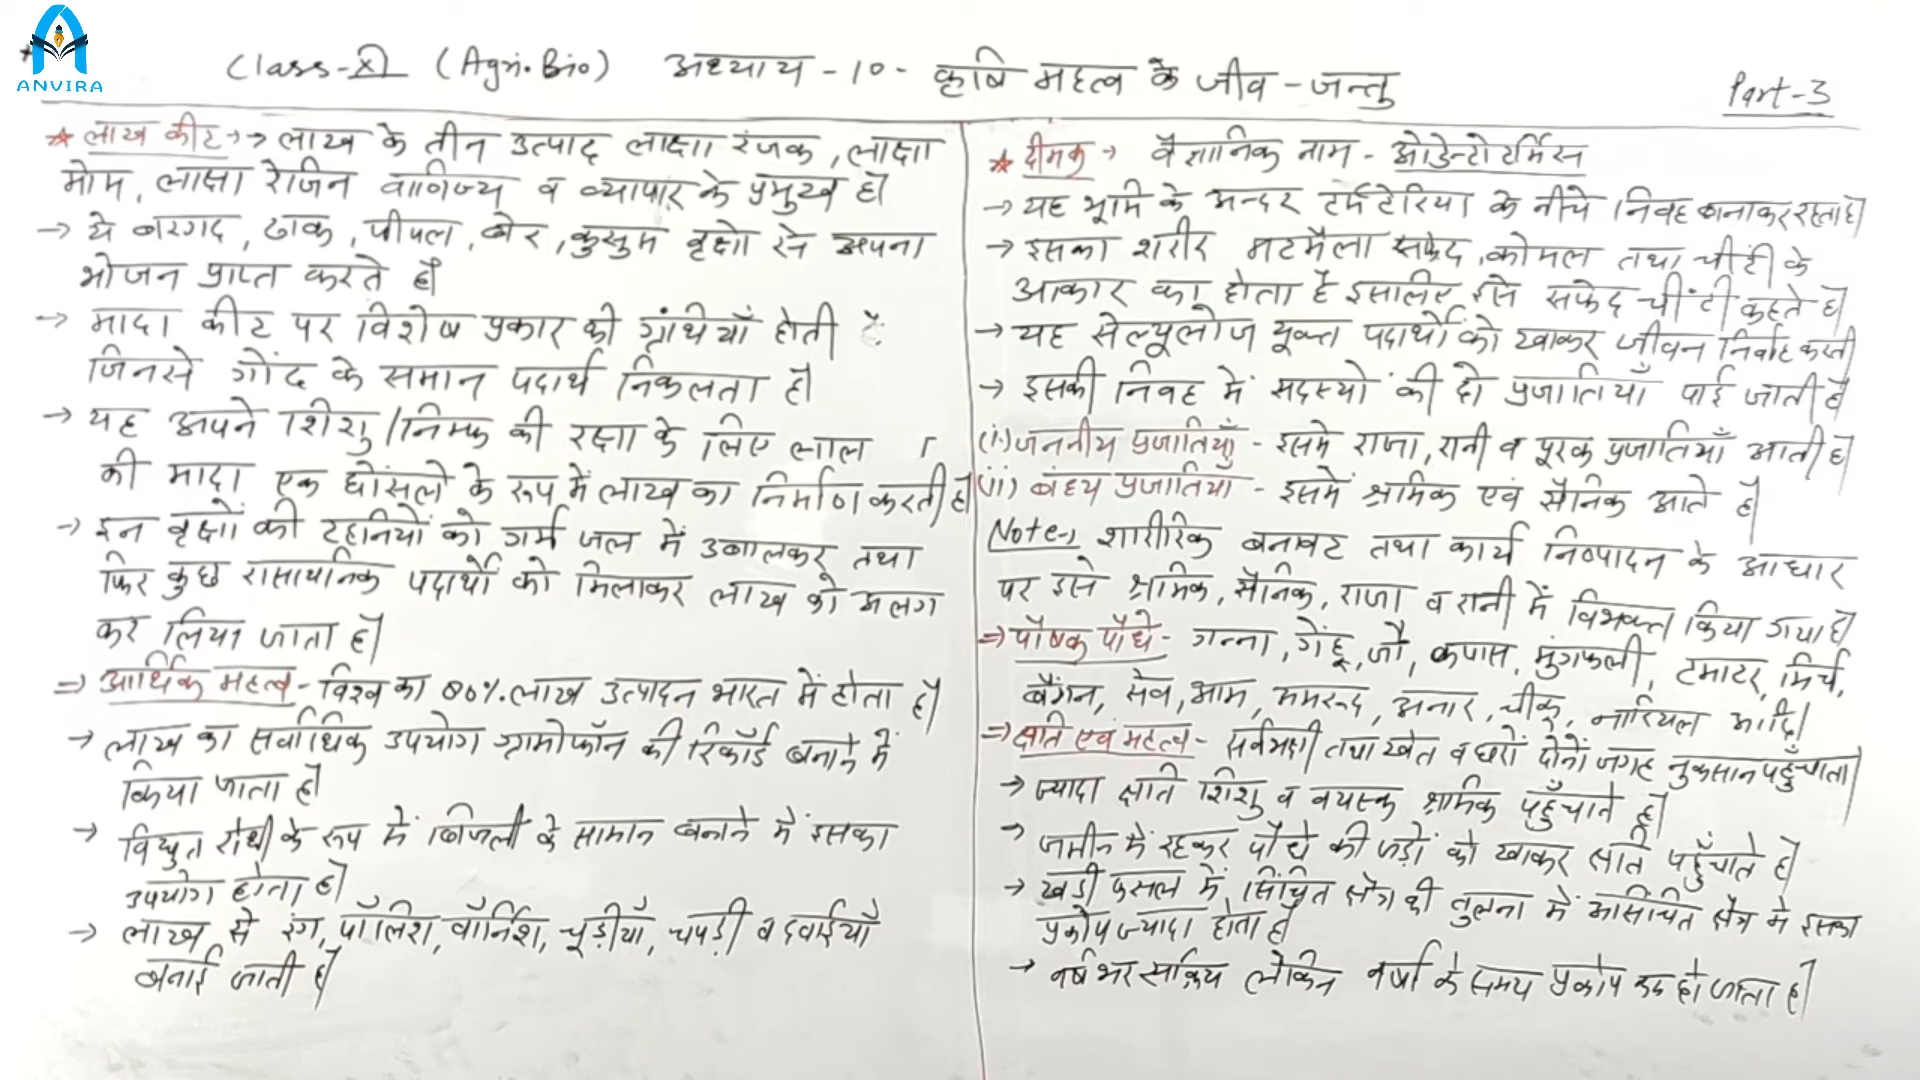 ANVIRA
Class-XI (Agri.Bio) अध्याय -10- कृषि महत्व के जीव -जन्तु
Part-3
* लाख कीट →→ लाख के तीन उत्पाद लाक्षा रंजक, लाक्षा
मोम, लाक्षा रेजिन वाणिज्य व व्यापार के प्रमुख है।
→ ये बरगद, ढाक, पीपल, बेर, कुसुम वृक्षो से अपना
भोजन प्राप्त करते है।
→ मादा कीट पर विशेष प्रकार की ग्रंथियाँ होती है
जिनसे गोंद के समान पदार्थ निकलता है।
→ यह अपने शिशु/निम्फ की रक्षा के लिए लाल
की मादा एक घोंसले के रूप में लाख का निर्माण करती है।
→ इन वृक्षों की टहनियों को गर्म जल में उबालकर तथा
फिर कुछ रासायनिक पदार्थो को मिलाकर लाख को अलग
कर लिया जाता है।
⇒ आर्थिक महत्व - विश्व का 80%. लाख उत्पादन भारत में होता है।
→ लाख का सर्वाधिक उपयोग ग्रामोफॉन की रिकॉर्ड बनाने में
किया जाता है।
→ विद्युत रोधी के रूप में बिजली के सामान बनाने में इसका
उपयोग होता है।
→ लाख से रंग, पॉलिश, वॉर्निश, चूड़ीयाँ, चपड़ी व दवाईयाँ
बनाई जाती है।
* दीमक → वैज्ञानिक नाम - ओडेन्टोटर्मिस
→ यह भूमि के अन्दर टर्मटेरिया के नीचे निवह बनाकर रहता है।
→ इसका शरीर मटमैला सफेद, कोमल तथा चींटी के
आकार का होता है इसलिए इसे सफेद चींटी कहते है।
→ यह सेल्यूलोज युक्त पदार्थों को खाकर जीवन निर्वाह करती
→ इसकी निवह में सदस्यों की दो प्रजातियाँ पाई जाती है
(i) जननीय प्रजातियाँ - इसमे राजा, रानी व पूरक प्रजातियाँ आती है।
(ii) बंध्य प्रजातियाँ - इसमें श्रमिक एवं सैनिक आते है।
Note→ शारीरिक बनावट तथा कार्य निष्पादन के आधार
पर इसे श्रमिक, सैनिक, राजा व रानी में विभक्त किया गया है।
⇒ पोषक पौधे - गन्ना, गेंहू, जौ, कपास, मुंगफली, टमाटर, मिर्च,
बैंगन, सेव, आम, अमरूद, अनार, चीकू, नारियल आदि।
⇒ क्षति एवं महत्व - सर्वभक्षी तथा खेत व घरों दोनों जगह नुकसान पहुँचाता।
→ ज्यादा क्षति शिशु व वयस्क श्रमिक पहुँचाते है।
→ जमीन में रहकर पौधे की जड़ों को खाकर क्षति पहुँचाते है।
→ खड़ी फसल में सिंचित क्षेत्र की तुलना में असिंचित क्षेत्र मे इसका
प्रकोप ज्यादा होता है।
→ वर्षभर सक्रिय लेकिन वर्षा के समय प्रकोप कम हो जाता है।